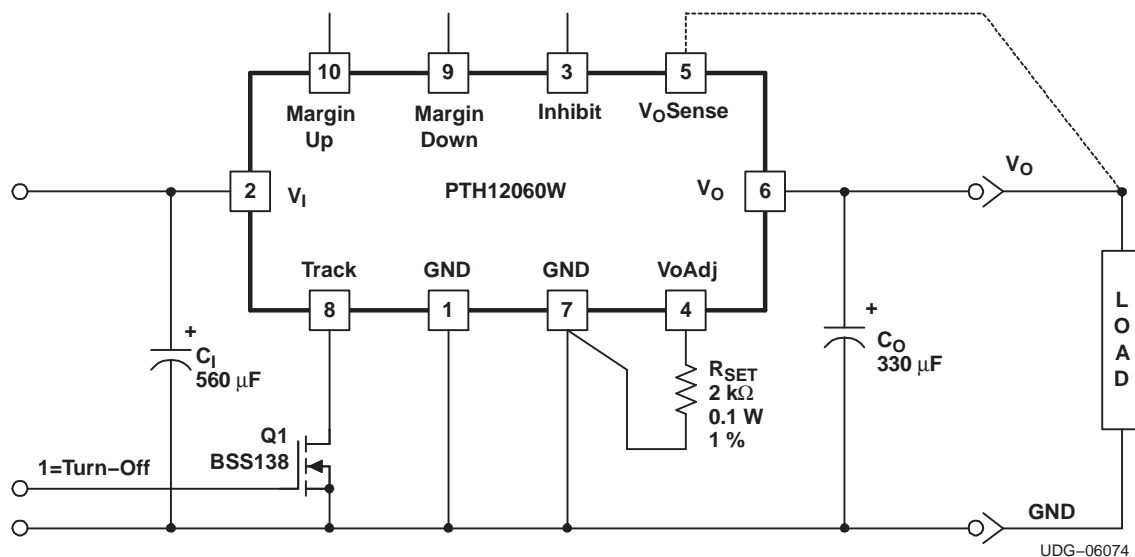 10
9
3
5
Margin
Up
Margin
Down
Inhibit
VOSense
2
VI
PTH12060W
VO
6
VO
Track
GND
GND
VoAdj
8
1
7
4
+
CI
560 μF
RSET
2 kΩ
0.1 W
1 %
+
CO
330 μF
L
O
A
D
Q1
BSS138
1=Turn–Off
GND
UDG–06074